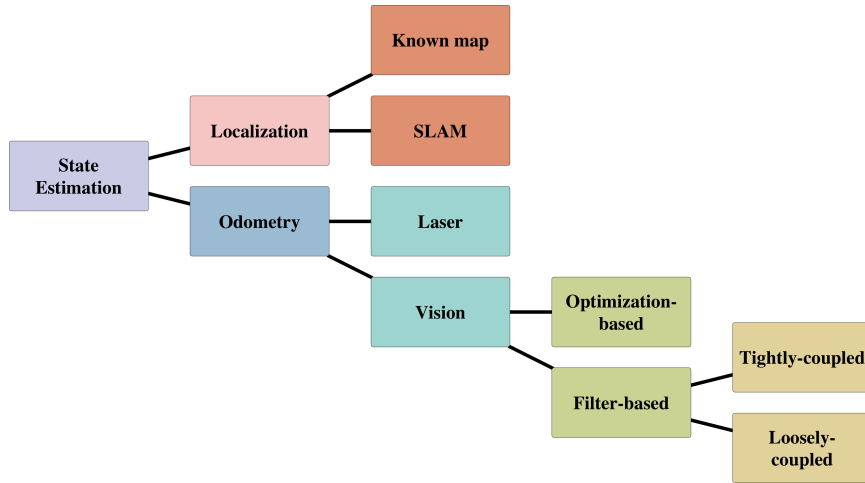 Known map
Localization
SLAM
State
Estimation
Odometry
Laser
Vision
Optimization-
based
Tightly-coupled
Filter-based
Loosely-
coupled